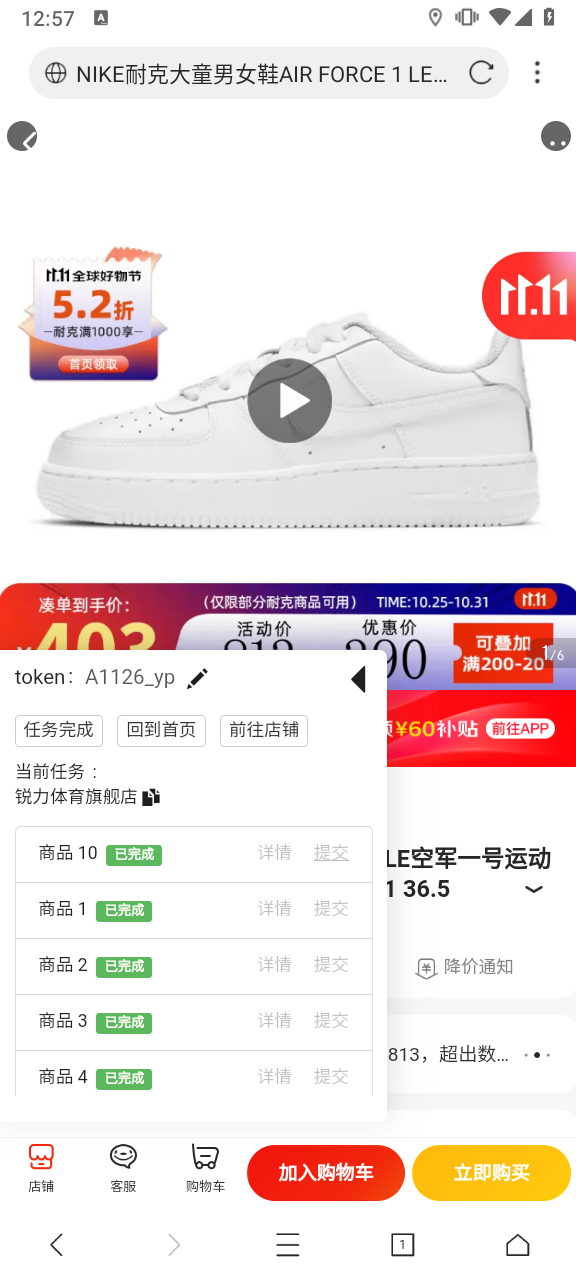 12:57
A
NIKE耐克大童男女鞋AIR FORCE 1 LE...
11.11 全球好物节
5.2折
耐克满1000享
首页领取
11.11
凑单到手价:
(仅限部分耐克商品可用) TIME:10.25-10.31
11.11
活动价
优惠价
可叠加
满200-20
1/6
¥60补贴
前往APP
token: A1126_yp
任务完成
回到首页
前往店铺
当前任务 :
锐力体育旗舰店
商品 10 已完成 详情 提交
商品 1 已完成 详情 提交
商品 2 已完成 详情 提交
商品 3 已完成 详情 提交
商品 4 已完成 详情 提交
LE空军一号运动
1 36.5
降价通知
813，超出数...
店铺
客服
购物车
加入购物车
立即购买
1